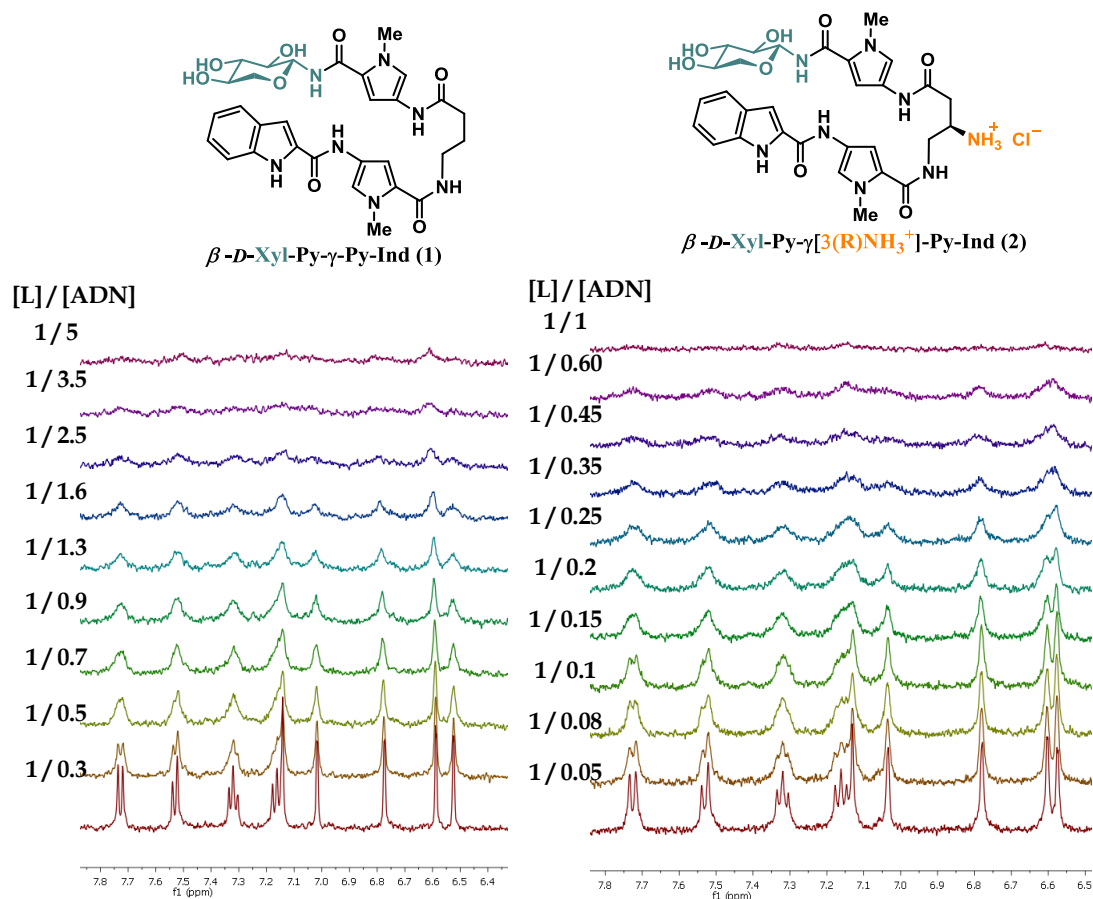 Me
O
N
OH
HO
HO
O
N
H
O
N
H
H
N
N
H
O
N
Me
O
NH
β-D-Xyl-Py-γ-Py-Ind (1)
Me
O
N
OH
HO
HO
O
N
H
O
N
H
H
N
NH₃⁺ Cl⁻
N
H
O
N
Me
O
NH
β-D-Xyl-Py-γ[3(R)NH₃⁺]-Py-Ind (2)
[L]/[ADN]
1/5
1/3.5
1/2.5
1/1.6
1/1.3
1/0.9
1/0.7
1/0.5
1/0.3
7.8 7.7 7.6 7.5 7.4 7.3 7.2 7.1 7.0 6.9 6.8 6.7 6.6 6.5 6.4
f1 (ppm)
[L]/[ADN]
1/1
1/0.60
1/0.45
1/0.35
1/0.25
1/0.2
1/0.15
1/0.1
1/0.08
1/0.05
7.8 7.7 7.6 7.5 7.4 7.3 7.2 7.1 7.0 6.9 6.8 6.7 6.6 6.5
f1 (ppm)